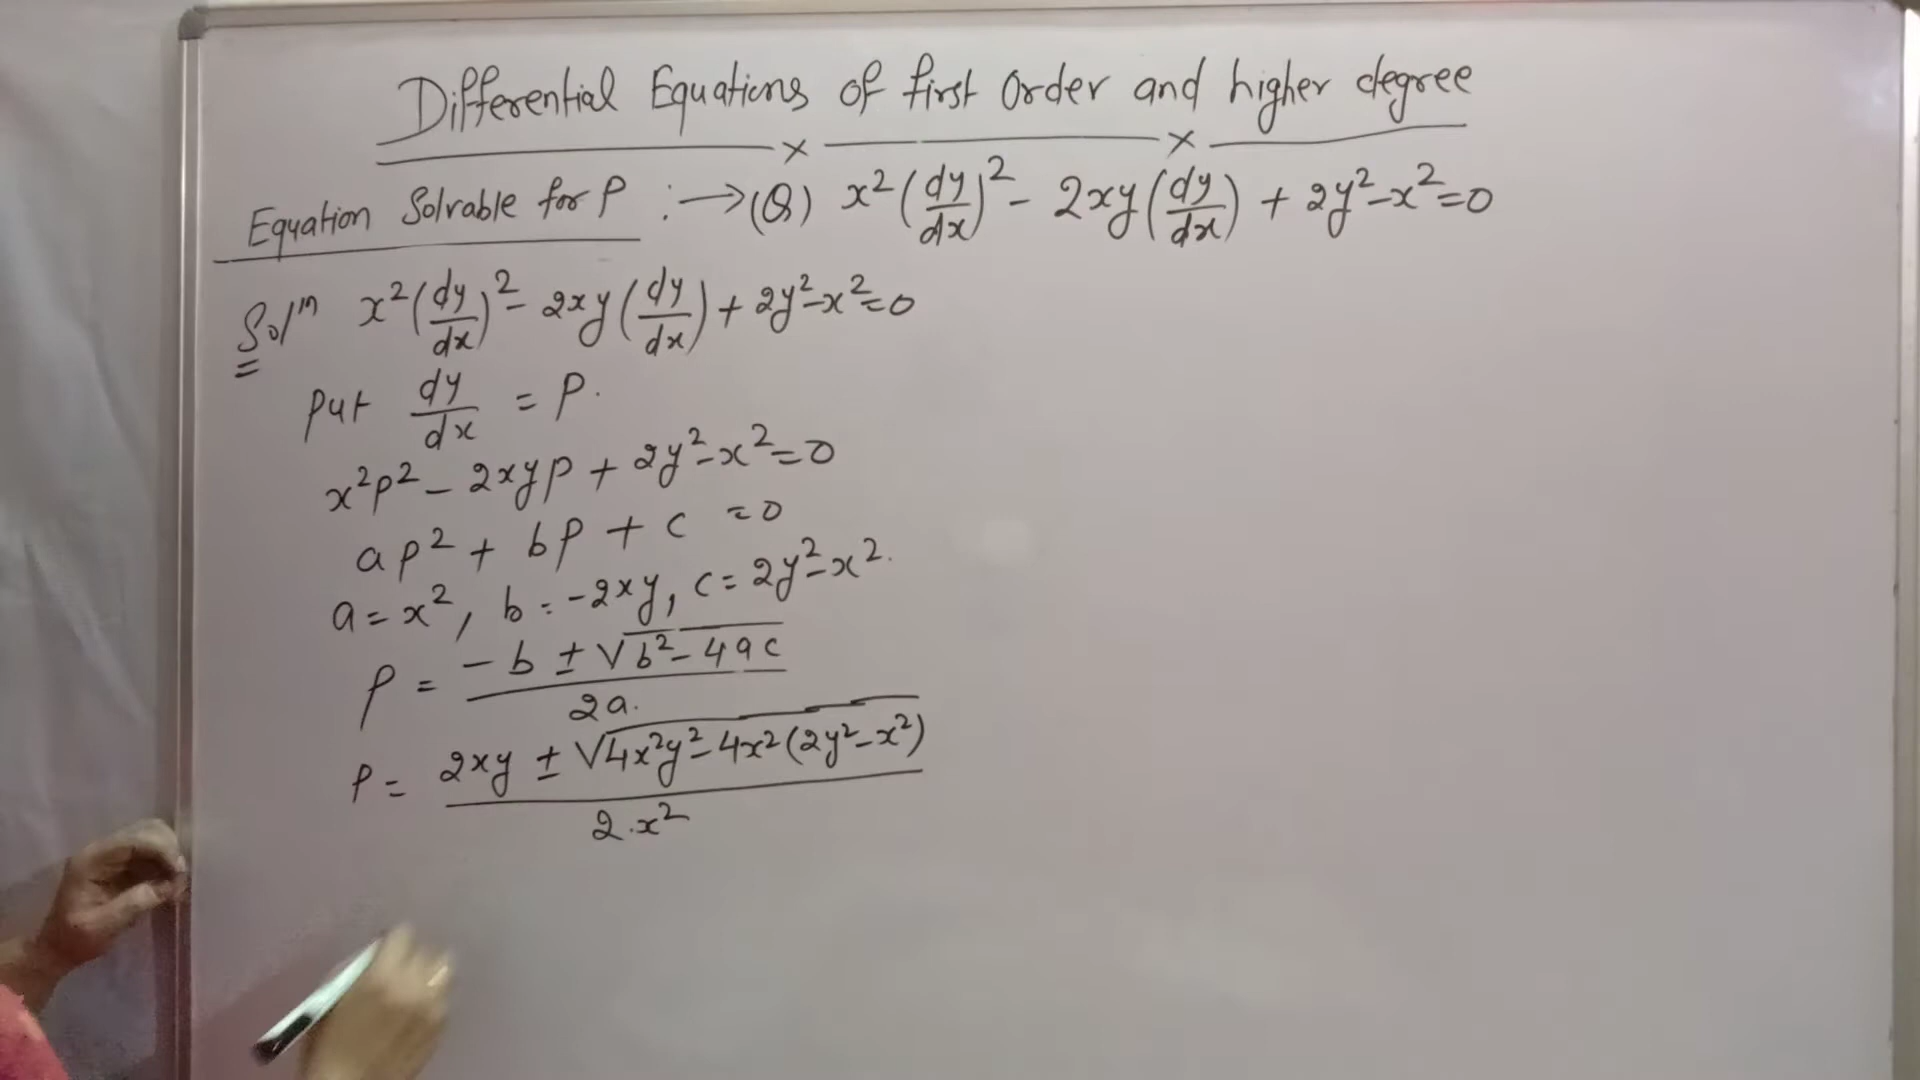 Differential Equations of first order and higher degree
Equation Solvable for P :→ (Q) x²(dy/dx)² - 2xy(dy/dx) + 2y²-x²=0
Solⁿ x²(dy/dx)² - 2xy(dy/dx) + 2y²-x²=0
Put dy/dx = P.
x²p² - 2xyp + 2y²-x²=0
ap² + bp + c =0
a=x², b=-2xy, c=2y²-x².
P = (-b ± √(b²-4ac))/2a.
P = (2xy ± √(4x²y²-4x²(2y²-x²)))/2.x²